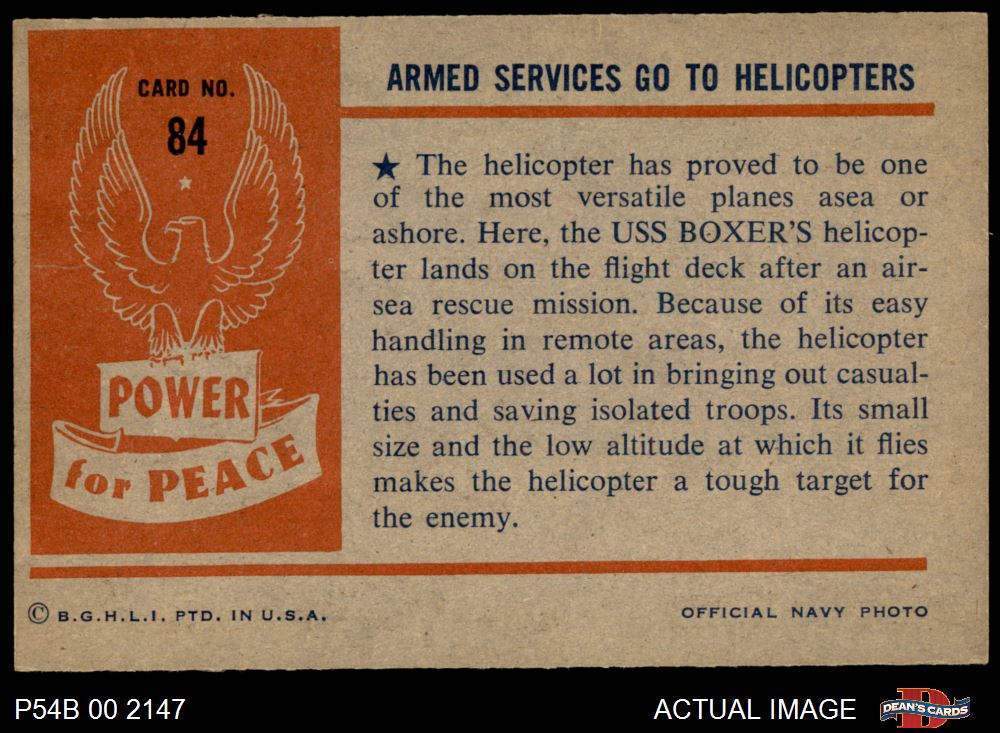 CARD NO.
84
POWER
for PEACE
ARMED SERVICES GO TO HELICOPTERS
★ The helicopter has proved to be one
of the most versatile planes asea or
ashore. Here, the USS BOXER'S helicop-
ter lands on the flight deck after an air-
sea rescue mission. Because of its easy
handling in remote areas, the helicopter
has been used a lot in bringing out casual-
ties and saving isolated troops. Its small
size and the low altitude at which it flies
makes the helicopter a tough target for
the enemy.
© B.G.H.L.I. PTD. IN U.S.A.
OFFICIAL NAVY PHOTO
P54B 00 2147
ACTUAL IMAGE
D
DEAN'S CARDS